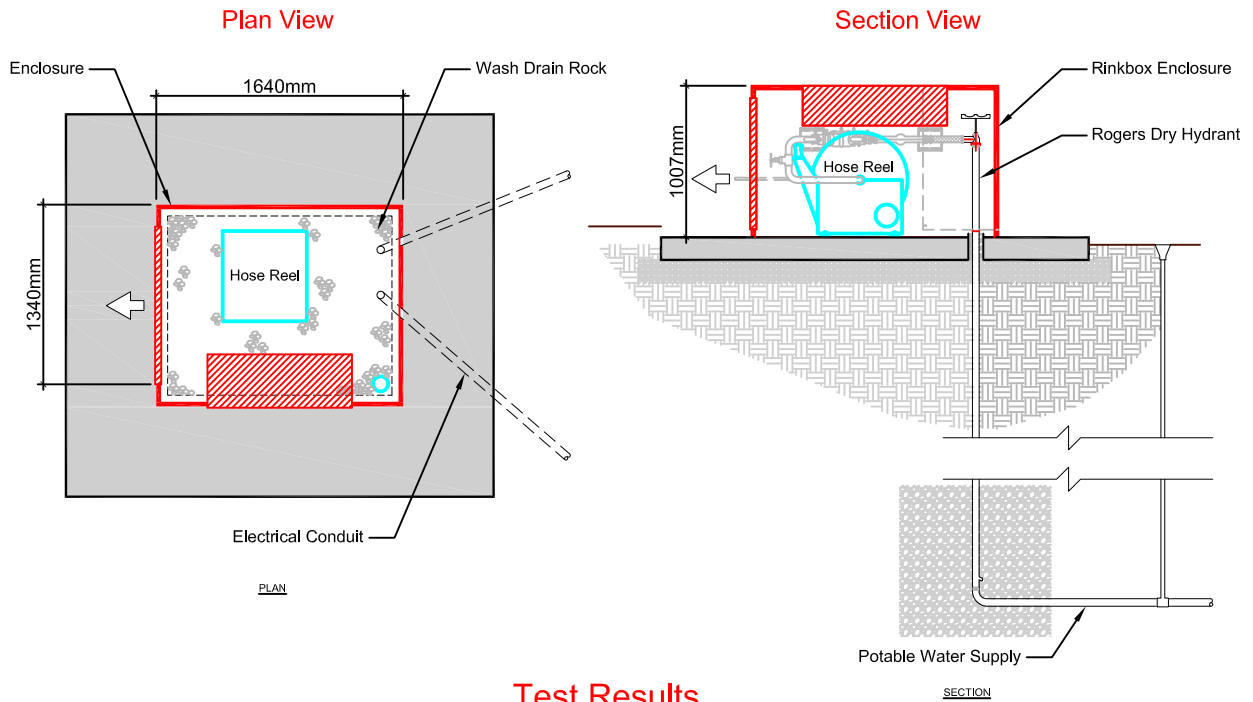 Plan View
Section View
Enclosure
1640mm
Wash Drain Rock
Rinkbox Enclosure
Rogers Dry Hydrant
1007mm
Hose Reel
1340mm
Hose Reel
Electrical Conduit
PLAN
Potable Water Supply
SECTION
Test Results